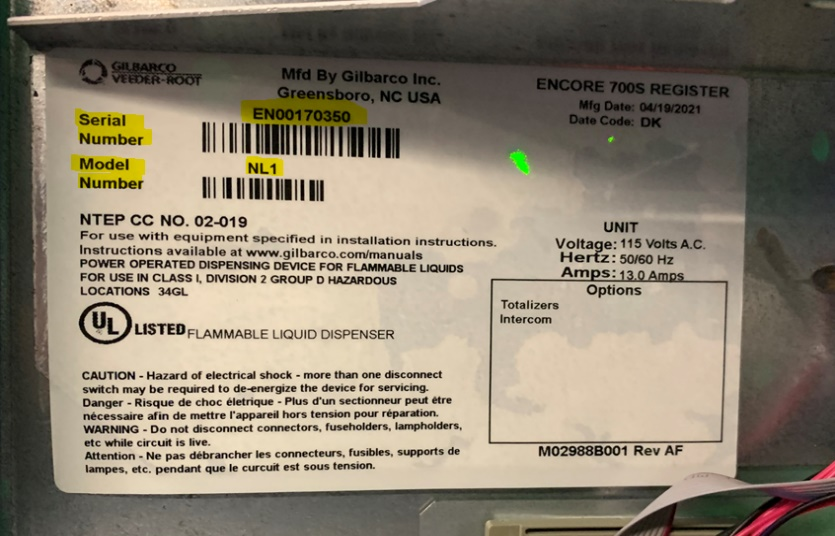 GILBARCO
VEEDER-ROOT
Mfd By Gilbarco Inc.
Greensboro, NC USA
ENCORE 700S REGISTER
Mfg Date: 04/19/2021
Date Code: DK
Serial
Number
EN00170350
Model
Number
NL1
NTEP CC NO. 02-019
For use with equipment specified in installation instructions.
Instructions available at www.gilbarco.com/manuals
POWER OPERATED DISPENSING DEVICE FOR FLAMMABLE LIQUIDS
FOR USE IN CLASS I, DIVISION 2 GROUP D HAZARDOUS
LOCATIONS 34GL
UL LISTED FLAMMABLE LIQUID DISPENSER
UNIT
Voltage: 115 Volts A.C.
Hertz: 50/60 Hz
Amps: 13.0 Amps
Options
Totalizers
Intercom
CAUTION - Hazard of electrical shock - more than one disconnect
switch may be required to de-energize the device for servicing.
Danger - Risque de choc életrique - Plus d'un sectionneur peut être
nécessaire afin de mettre l'appareil hors tension pour réparation.
WARNING - Do not disconnect connectors, fuseholders, lampholders,
etc while circuit is live.
Attention - Ne pas débrancher les connecteurs, fusibles, supports de
lampes, etc. pendant que le curcuit est sous tension.
M02988B001 Rev AF